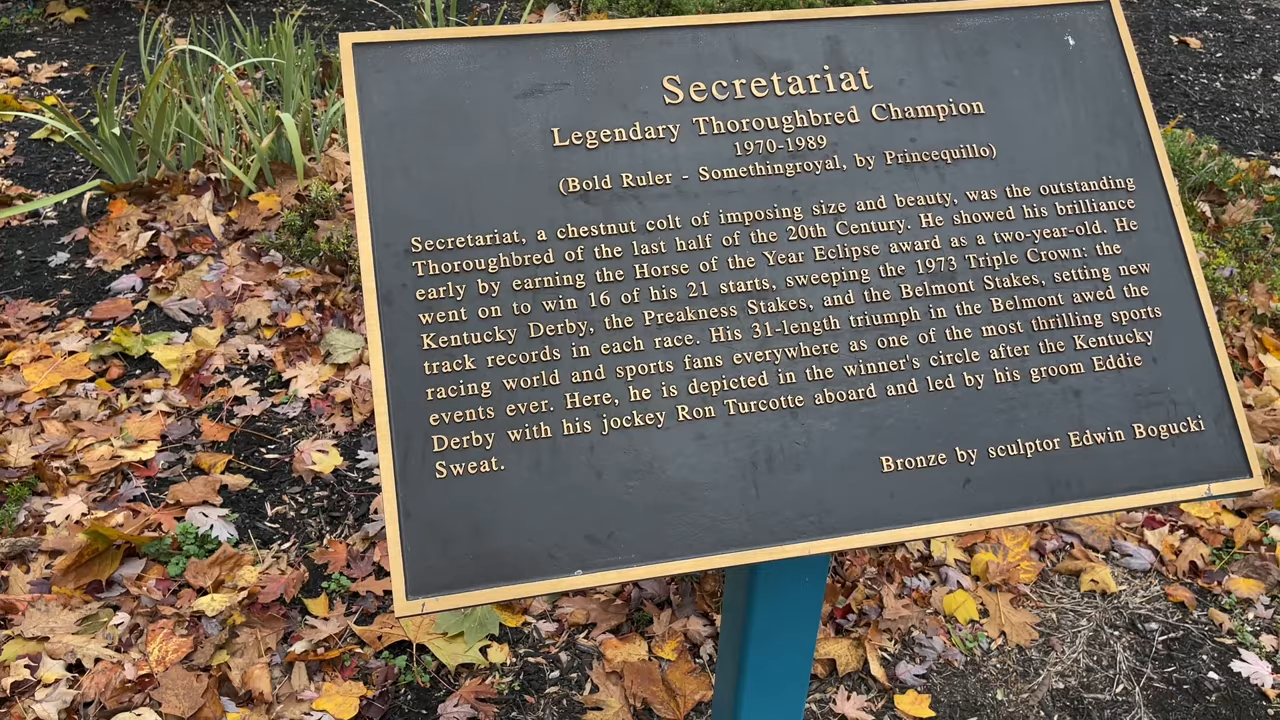 Secretariat
Legendary Thoroughbred Champion
1970-1989
(Bold Ruler - Somethingroyal, by Princequillo)
Secretariat, a chestnut colt of imposing size and beauty, was the outstanding
Thoroughbred of the last half of the 20th Century. He showed his brilliance
early by earning the Horse of the Year Eclipse award as a two-year-old. He
went on to win 16 of his 21 starts, sweeping the 1973 Triple Crown: the
Kentucky Derby, the Preakness Stakes, and the Belmont Stakes, setting new
track records in each race. His 31-length triumph in the Belmont awed the
racing world and sports fans everywhere as one of the most thrilling sports
events ever. Here, he is depicted in the winner's circle after the Kentucky
Derby with his jockey Ron Turcotte aboard and led by his groom Eddie
Sweat.
Bronze by sculptor Edwin Bogucki